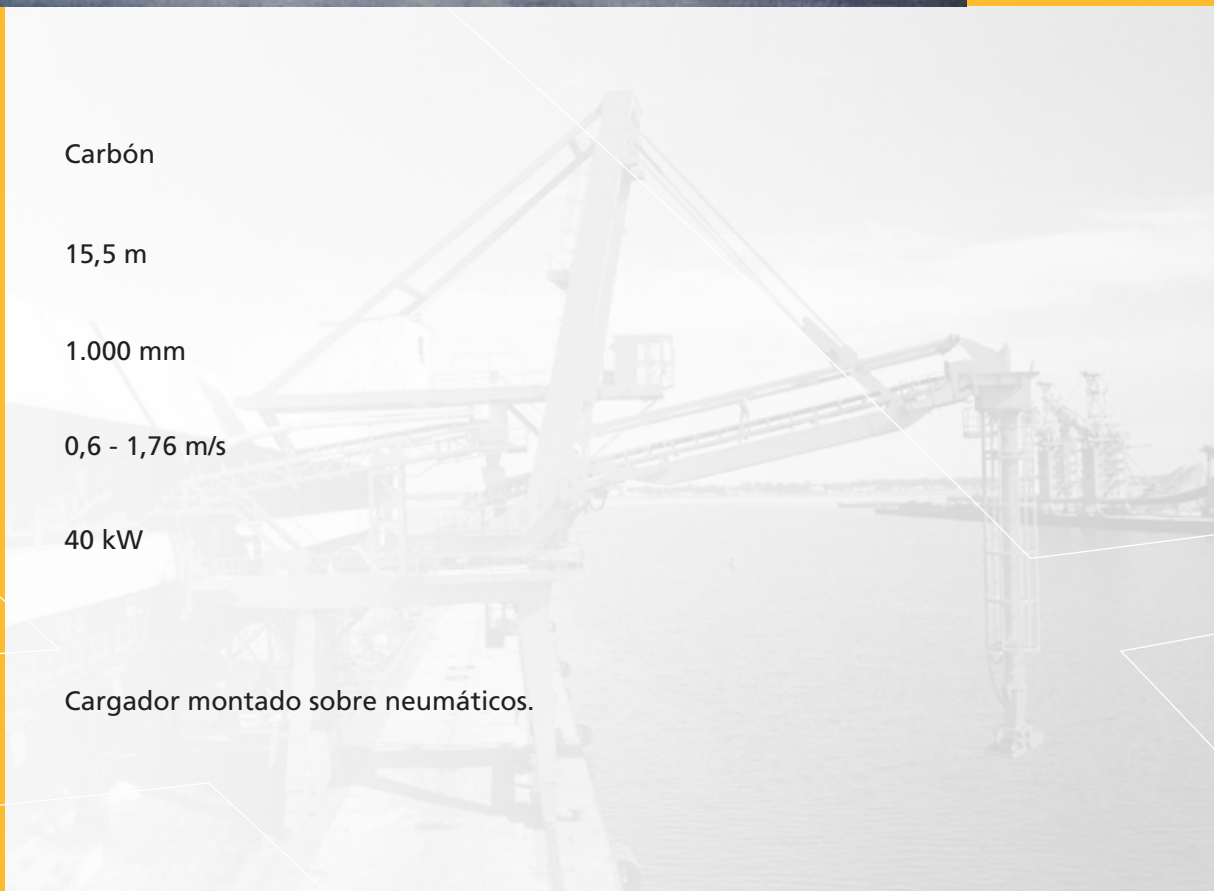 Carbón
15,5 m
1.000 mm
0,6 - 1,76 m/s
40 kW
Cargador montado sobre neumáticos.